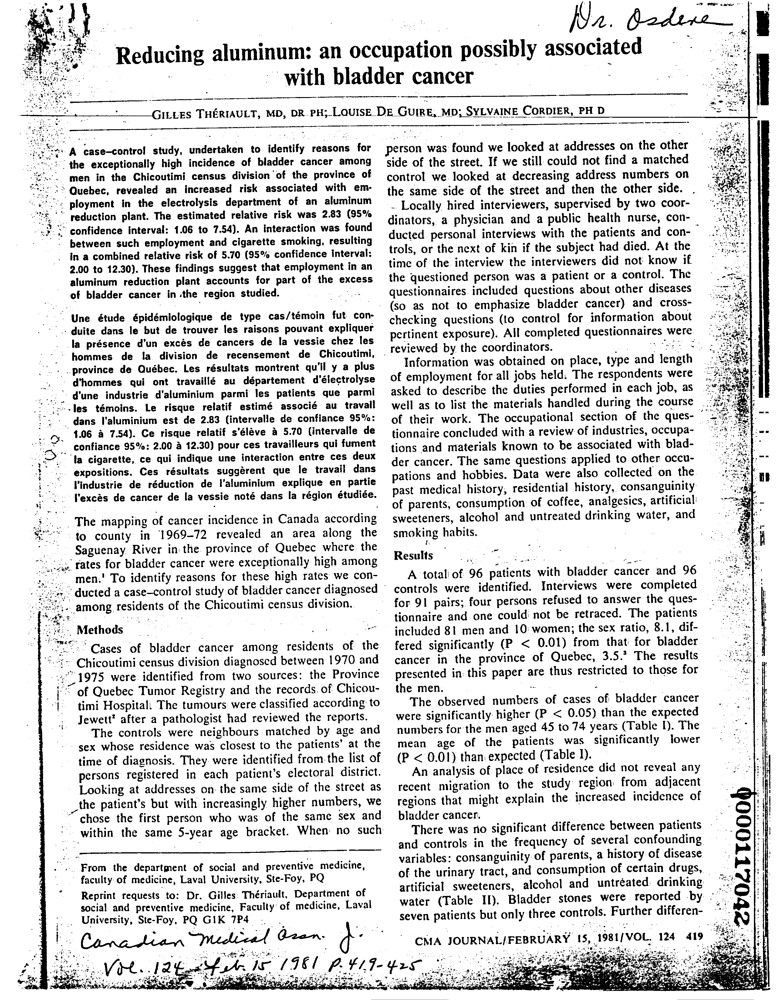 Dr. Osdene
Reducing aluminum: an occupation possibly associated
with bladder cancer
GILLES THÉRIAULT, MD, DR PH; LOUISE DE GUIRE, MD; SYLVAINE CORDIER, PH D
A case-control study, undertaken to identify reasons for
the exceptionally high incidence of bladder cancer among
men in the Chicoutimi census division of the province of
Quebec, revealed an increased risk associated with em-
ployment in the electrolysis department of an aluminum
reduction plant. The estimated relative risk was 2.83 (95%
confidence interval: 1.06 to 7.54). An interaction was found
between such employment and cigarette smoking, resulting
in a combined relative risk of 5.70 (95% confidence interval:
2.00 to 12.30). These findings suggest that employment in an
aluminum reduction plant accounts for part of the excess
of bladder cancer in the region studied.
Une étude épidémiologique de type cas/témoin fut con-
duite dans le but de trouver les raisons pouvant expliquer
la présence d'un excès de cancers de la vessie chez les
hommes de la division de recensement de Chicoutimi,
province de Québec. Les résultats montrent qu'il y a plus
d'hommes qui ont travaillé au département d'électrolyse
d'une industrie d'aluminium parmi les patients que parmi
les témoins. Le risque relatif estimé associé au travail
dans l'aluminium est de 2.83 (intervalle de confiance 95%:
1.06 à 7.54). Ce risque relatif s'élève à 5.70 (intervalle de
confiance 95%: 2.00 à 12.30) pour ces travailleurs qui fument
la cigarette, ce qui indique une interaction entre ces deux
expositions. Ces résultats suggèrent que le travail dans
l'industrie de réduction de l'aluminium explique en partie
l'excès de cancer de la vessie noté dans la région étudiée.
The mapping of cancer incidence in Canada according
to county in 1969–72 revealed an area along the
Saguenay River in the province of Quebec where the
rates for bladder cancer were exceptionally high among
men.¹ To identify reasons for these high rates we con-
ducted a case-control study of bladder cancer diagnosed
among residents of the Chicoutimi census division.
Methods
Cases of bladder cancer among residents of the
Chicoutimi census division diagnosed between 1970 and
1975 were identified from two sources: the Province
of Quebec Tumor Registry and the records of Chicou-
timi Hospital. The tumours were classified according to
Jewett² after a pathologist had reviewed the reports.
The controls were neighbours matched by age and
sex whose residence was closest to the patients' at the
time of diagnosis. They were identified from the list of
persons registered in each patient's electoral district.
Looking at addresses on the same side of the street as
the patient's but with increasingly higher numbers, we
chose the first person who was of the same sex and
within the same 5-year age bracket. When no such
From the department of social and preventive medicine,
faculty of medicine, Laval University, Ste-Foy, PQ
Reprint requests to: Dr. Gilles Thériault, Department of
social and preventive medicine, Faculty of medicine, Laval
University, Ste-Foy, PQ G1K 7P4
person was found we looked at addresses on the other
side of the street. If we still could not find a matched
control we looked at decreasing address numbers on
the same side of the street and then the other side.
Locally hired interviewers, supervised by two coor-
dinators, a physician and a public health nurse, con-
ducted personal interviews with the patients and con-
trols, or the next of kin if the subject had died. At the
time of the interview the interviewers did not know if
the questioned person was a patient or a control. The
questionnaires included questions about other diseases
(so as not to emphasize bladder cancer) and cross-
checking questions (to control for information about
pertinent exposure). All completed questionnaires were
reviewed by the coordinators.
Information was obtained on place, type and length
of employment for all jobs held. The respondents were
asked to describe the duties performed in each job, as
well as to list the materials handled during the course
of their work. The occupational section of the ques-
tionnaire concluded with a review of industries, occupa-
tions and materials known to be associated with blad-
der cancer. The same questions applied to other occu-
pations and hobbies. Data were also collected on the
past medical history, residential history, consanguinity
of parents, consumption of coffee, analgesics, artificial
sweeteners, alcohol and untreated drinking water, and
smoking habits.
Results
A total of 96 patients with bladder cancer and 96
controls were identified. Interviews were completed
for 91 pairs; four persons refused to answer the ques-
tionnaire and one could not be retraced. The patients
included 81 men and 10 women; the sex ratio, 8.1, dif-
fered significantly (P < 0.01) from that for bladder
cancer in the province of Quebec, 3.5.³ The results
presented in this paper are thus restricted to those for
the men.
The observed numbers of cases of bladder cancer
were significantly higher (P < 0.05) than the expected
numbers for the men aged 45 to 74 years (Table I). The
mean age of the patients was significantly lower
(P < 0.01) than expected (Table I).
An analysis of place of residence did not reveal any
recent migration to the study region from adjacent
regions that might explain the increased incidence of
bladder cancer.
There was no significant difference between patients
and controls in the frequency of several confounding
variables: consanguinity of parents, a history of disease
of the urinary tract, and consumption of certain drugs,
artificial sweeteners, alcohol and untreated drinking
water (Table II). Bladder stones were reported by
seven patients but only three controls. Further differen-
CMA JOURNAL/FEBRUARY 15, 1981/VOL. 124 419
Canadian Medical Assn. J.
Vol. 124 Feb 15 1981 P. 419-425
0000117042